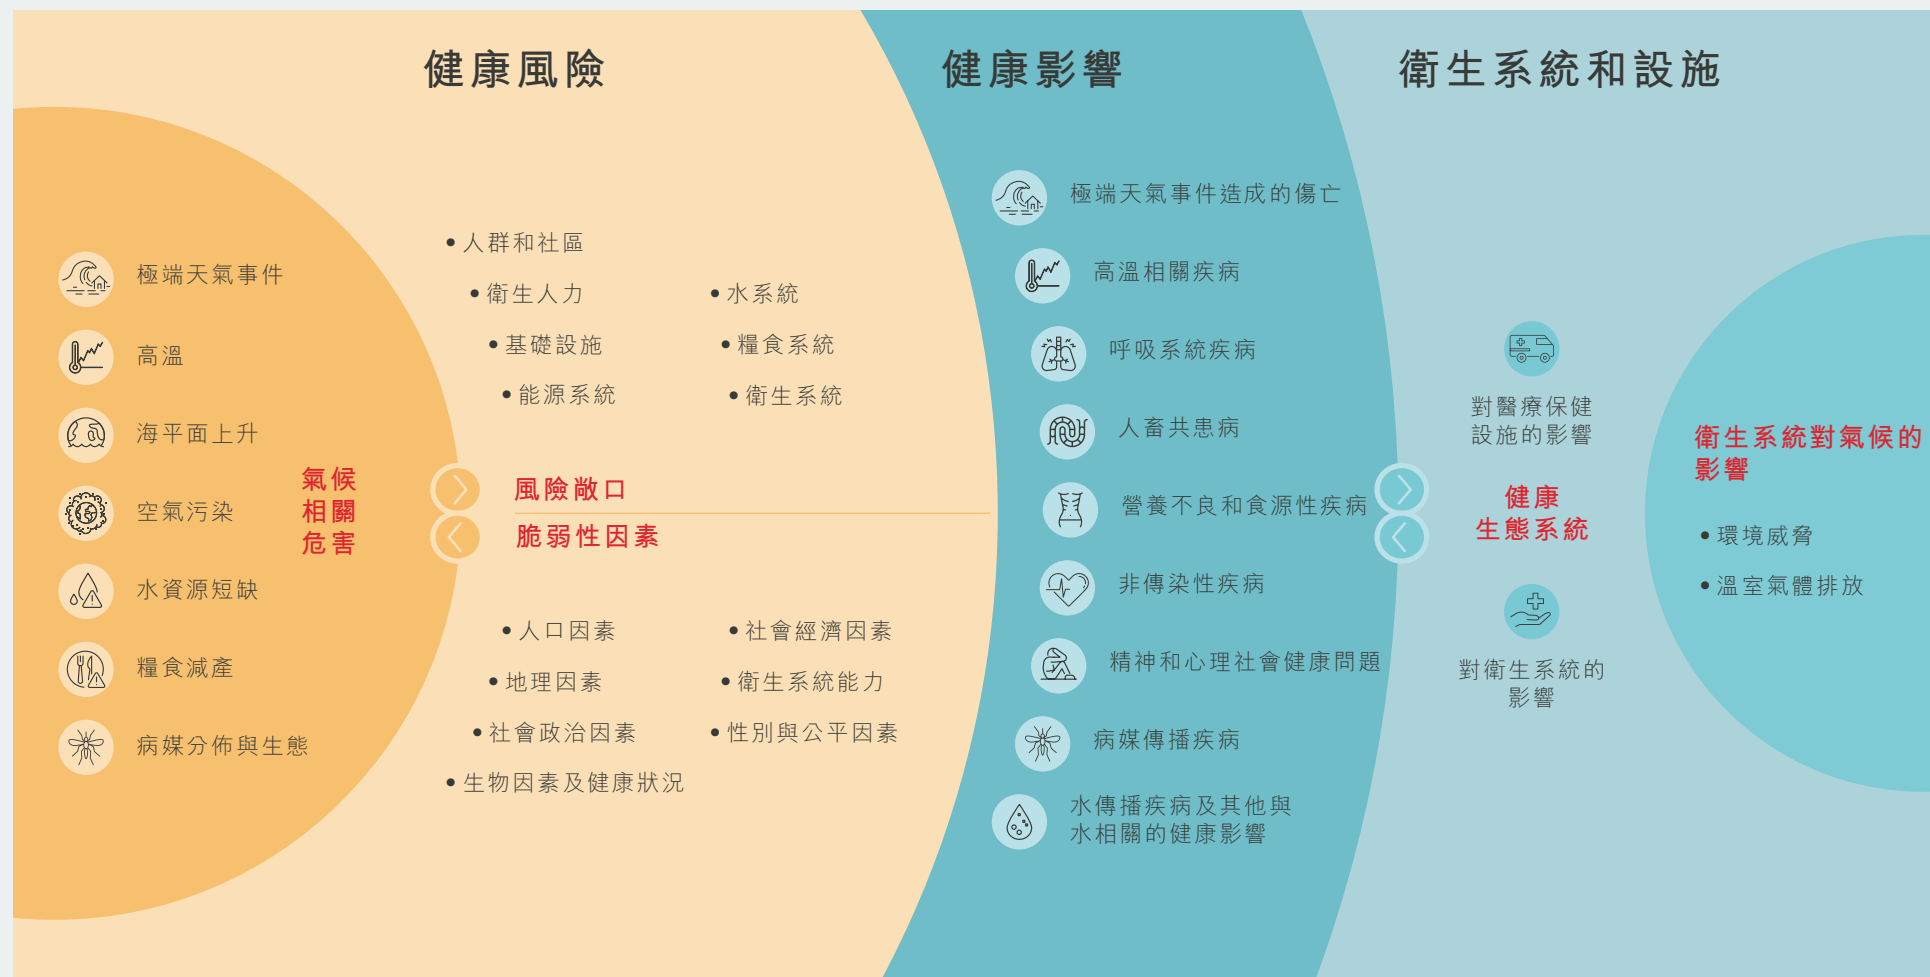 健康風險
健康影響
衛生系統和設施
極端天氣事件
高溫
海平面上升
空氣污染
水資源短缺
糧食減產
病媒分佈與生態
氣候
相關
危害
人群和社區
衛生人力
基礎設施
能源系統
水系統
糧食系統
衛生系統
風險敞口
脆弱性因素
人口因素
地理因素
社會政治因素
生物因素及健康狀況
社會經濟因素
衛生系統能力
性別與公平因素
極端天氣事件造成的傷亡
高溫相關疾病
呼吸系統疾病
人畜共患病
營養不良和食源性疾病
非傳染性疾病
精神和心理社會健康問題
病媒傳播疾病
水傳播疾病及其他與
水相關的健康影響
對醫療保健
設施的影響
健康
生態系統
對衛生系統的
影響
衛生系統對氣候的
影響
環境威脅
溫室氣體排放